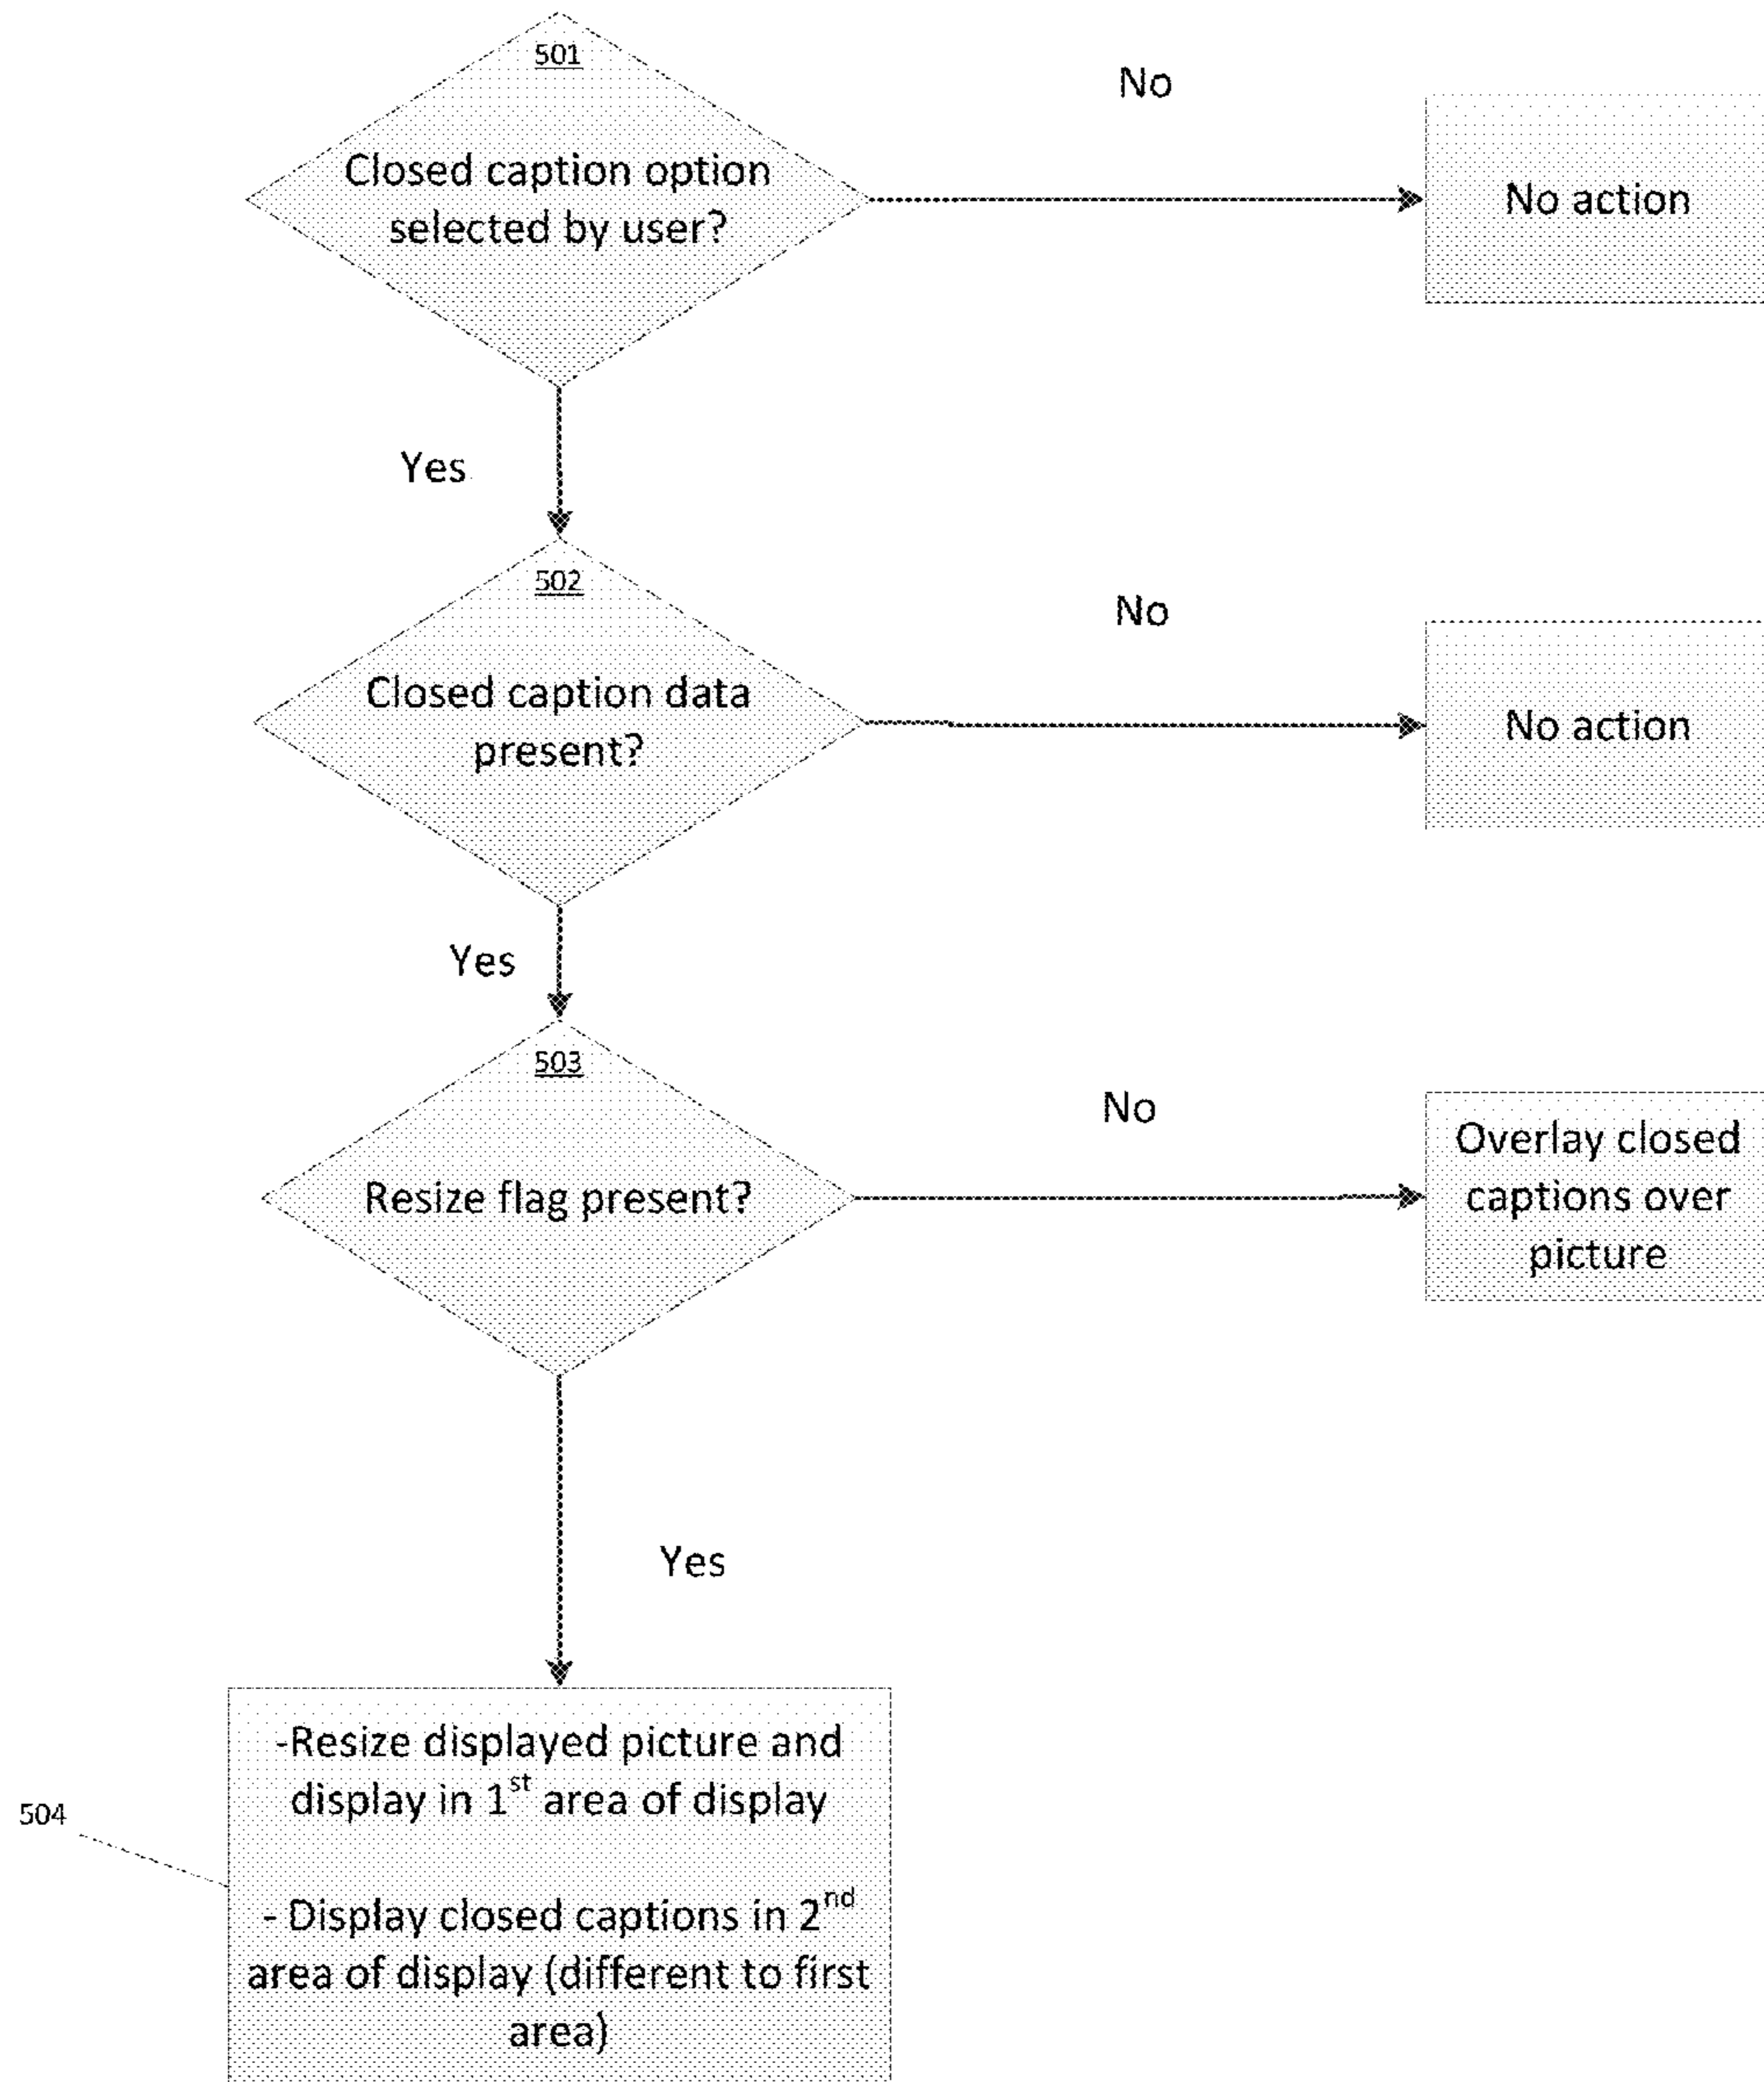 501
Closed caption option
selected by user?
No
No action
Yes
502
Closed caption data
present?
No
No action
Yes
503
Resize flag present?
No
Overlay closed
captions over
picture
Yes
504
-Resize displayed picture and
display in 1st area of display
- Display closed captions in 2nd
area of display (different to first
area)